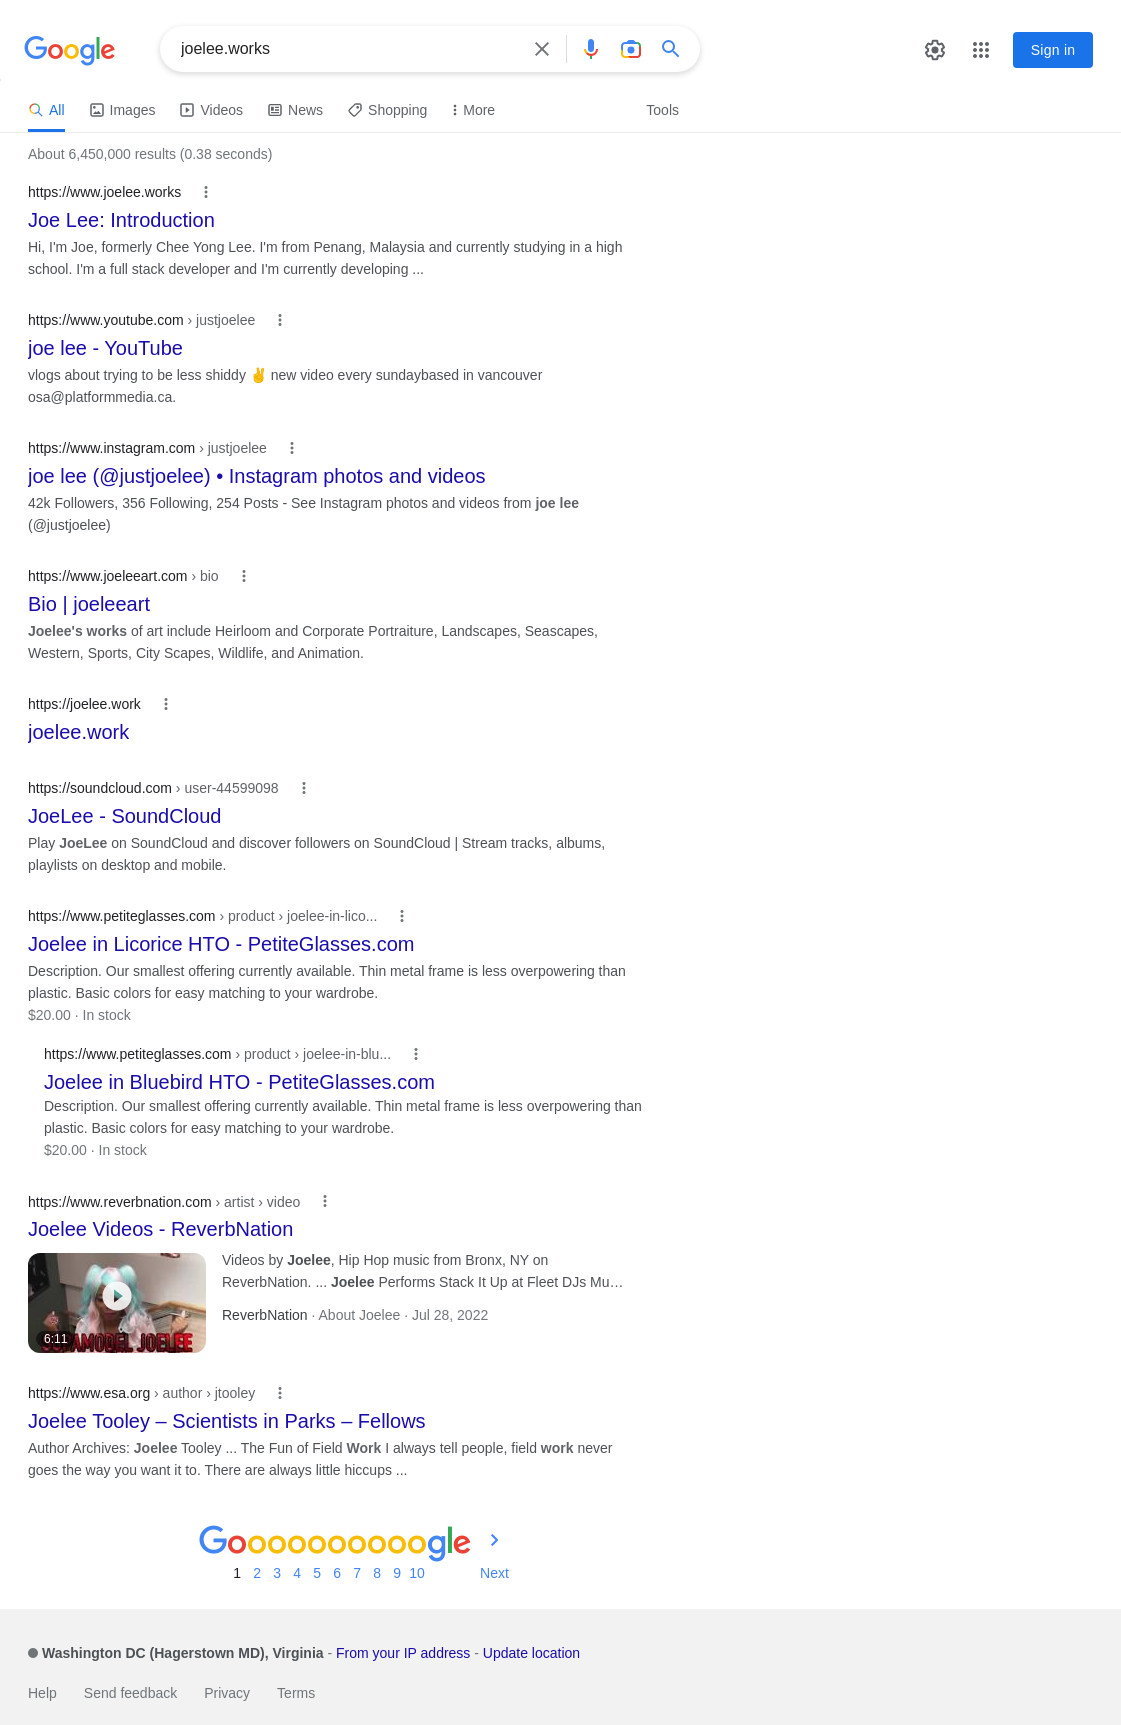 Google
joelee.works
Sign in
All Images Videos News Shopping More Tools
About 6,450,000 results (0.38 seconds)
https://www.joelee.works
Joe Lee: Introduction
Hi, I'm Joe, formerly Chee Yong Lee. I'm from Penang, Malaysia and currently studying in a high
school. I'm a full stack developer and I'm currently developing ...
https://www.youtube.com › justjoelee
joe lee - YouTube
vlogs about trying to be less shiddy ✌ new video every sundaybased in vancouver
osa@platformmedia.ca.
https://www.instagram.com › justjoelee
joe lee (@justjoelee) • Instagram photos and videos
42k Followers, 356 Following, 254 Posts - See Instagram photos and videos from joe lee
(@justjoelee)
https://www.joeleeart.com › bio
Bio | joeleeart
Joelee's works of art include Heirloom and Corporate Portraiture, Landscapes, Seascapes,
Western, Sports, City Scapes, Wildlife, and Animation.
https://joelee.work
joelee.work
https://soundcloud.com › user-44599098
JoeLee - SoundCloud
Play JoeLee on SoundCloud and discover followers on SoundCloud | Stream tracks, albums,
playlists on desktop and mobile.
https://www.petiteglasses.com › product › joelee-in-lico...
Joelee in Licorice HTO - PetiteGlasses.com
Description. Our smallest offering currently available. Thin metal frame is less overpowering than
plastic. Basic colors for easy matching to your wardrobe.
$20.00 · In stock
https://www.petiteglasses.com › product › joelee-in-blu...
Joelee in Bluebird HTO - PetiteGlasses.com
Description. Our smallest offering currently available. Thin metal frame is less overpowering than
plastic. Basic colors for easy matching to your wardrobe.
$20.00 · In stock
https://www.reverbnation.com › artist › video
Joelee Videos - ReverbNation
Videos by Joelee, Hip Hop music from Bronx, NY on
ReverbNation. ... Joelee Performs Stack It Up at Fleet DJs Mu…
ReverbNation · About Joelee · Jul 28, 2022
6:11
JOELEE
https://www.esa.org › author › jtooley
Joelee Tooley – Scientists in Parks – Fellows
Author Archives: Joelee Tooley ... The Fun of Field Work I always tell people, field work never
goes the way you want it to. There are always little hiccups ...
Goooooooooogle
1 2 3 4 5 6 7 8 9 10 Next
Washington DC (Hagerstown MD), Virginia - From your IP address - Update location
Help Send feedback Privacy Terms